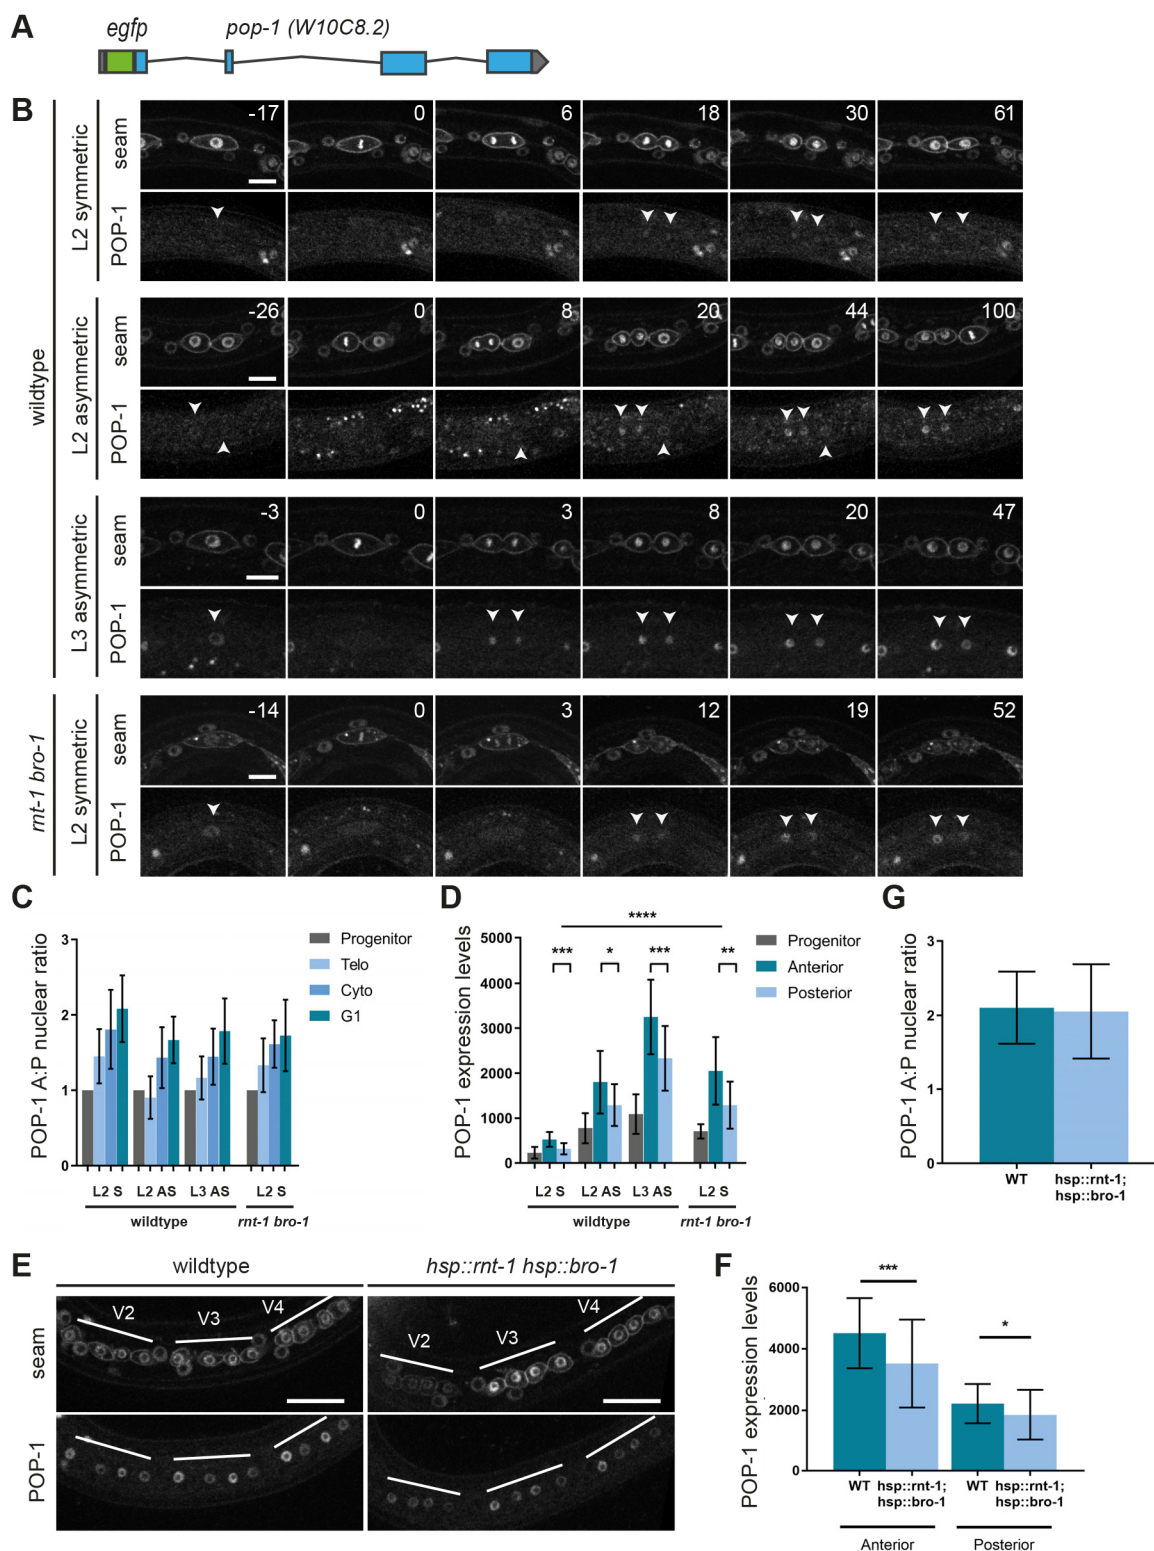 A
egfp
pop-1 (W10C8.2)
B
wildtype
L2 symmetric
seam
-17 0 6 18 30 61
POP-1
L2 asymmetric
seam
-26 0 8 20 44 100
POP-1
L3 asymmetric
seam
-3 0 3 8 20 47
POP-1
rnt-1 bro-1
L2 symmetric
seam
-14 0 3 12 19 52
POP-1
C
POP-1 A:P nuclear ratio
3
2
1
0
Progenitor
Telo
Cyto
G1
L2 S L2 AS L3 AS L2 S
wildtype rnt-1 bro-1
D
POP-1 expression levels
5000
4000
3000
2000
1000
0
****
*** * *** **
Progenitor
Anterior
Posterior
L2 S L2 AS L3 AS L2 S
wildtype rnt-1 bro-1
G
POP-1 A:P nuclear ratio
3
2
1
0
WT hsp::rnt-1;
hsp::bro-1
E
wildtype hsp::rnt-1 hsp::bro-1
seam
V2 V3 V4
V2 V3 V4
POP-1
F
POP-1 expression levels
6000
4000
2000
0
***
*
WT hsp::rnt-1; WT hsp::rnt-1;
hsp::bro-1 hsp::bro-1
Anterior Posterior